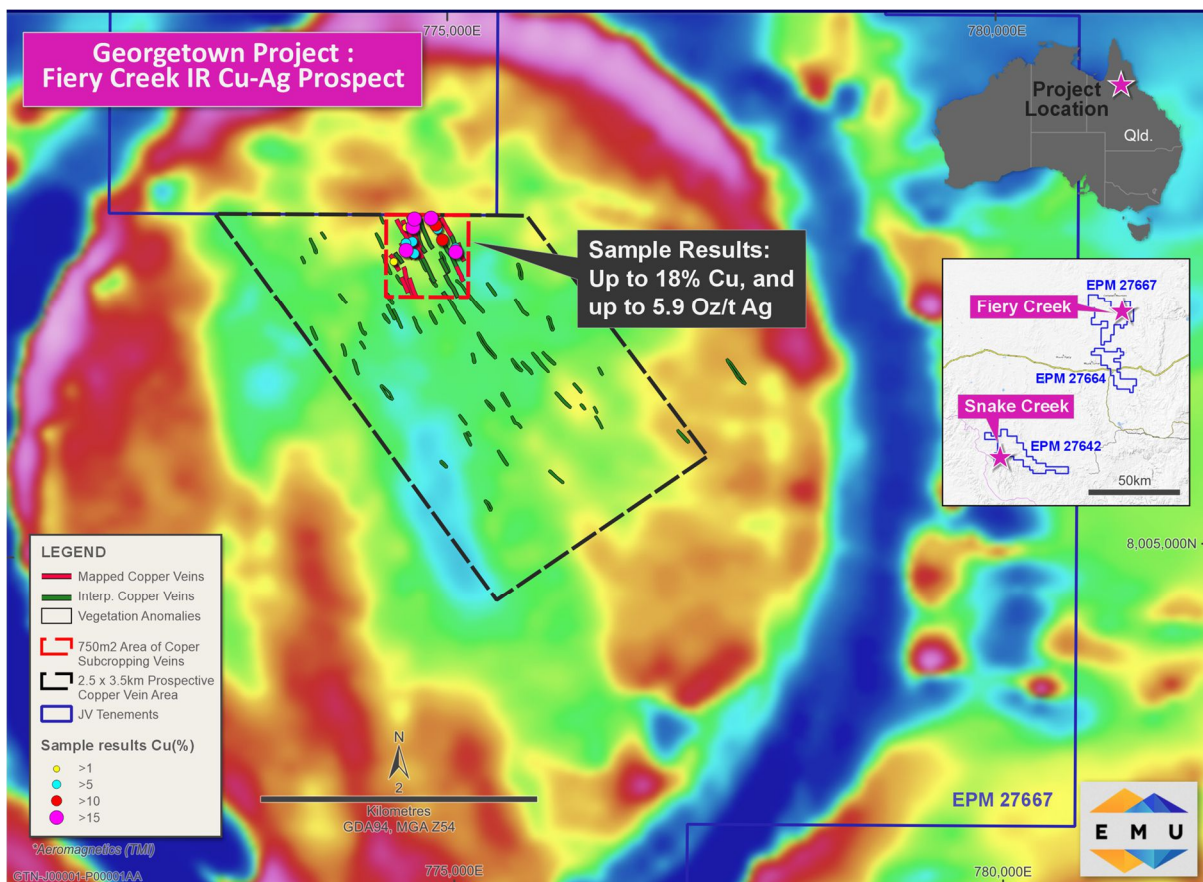 775,000E
780,000E
Georgetown Project :
Fiery Creek IR Cu-Ag Prospect
Project
Location
Qld.
Sample Results:
Up to 18% Cu, and
up to 5.9 Oz/t Ag
EPM 27667
Fiery Creek
EPM 27664
Snake Creek
EPM 27642
50km
8,005,000N
LEGEND
Mapped Copper Veins
Interp. Copper Veins
Vegetation Anomalies
750m2 Area of Coper
Subcropping Veins
2.5 x 3.5km Prospective
Copper Vein Area
JV Tenements
Sample results Cu(%)
>1
>5
>10
>15
N
2
Kilometres
GDA94, MGA Z54
EPM 27667
EMU
*Aeromagnetics (TMI)
GTN-J00001-P00001AA
775,000E
780,000E